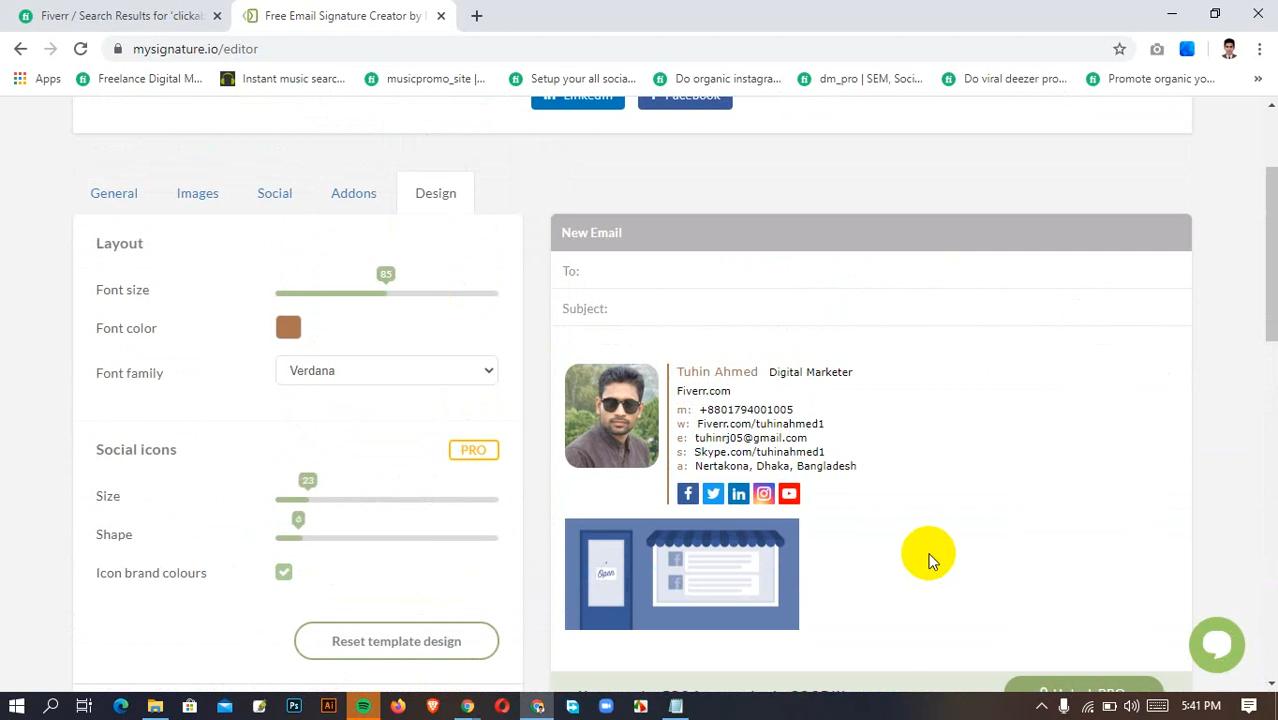 Fiverr / Search Results for 'clickab
Free Email Signature Creator by
mysignature.io/editor
Apps
Freelance Digital M...
Instant music searc...
musicpromo_site |...
Setup your all socia...
Do organic instagra...
dm_pro | SEM, Soci...
Do viral deezer pro...
Promote organic yo...
LinkedIn
Facebook
General
Images
Social
Addons
Design
Layout
Font size
85
Font color
Font family
Verdana
Social icons
PRO
Size
23
Shape
6
Icon brand colours
Reset template design
New Email
To:
Subject:
Tuhin Ahmed Digital Marketer
Fiverr.com
m: +8801794001005
w: Fiverr.com/tuhinahmed1
e: tuhinrj05@gmail.com
s: Skype.com/tuhinahmed1
a: Nertakona, Dhaka, Bangladesh
Open
5:41 PM